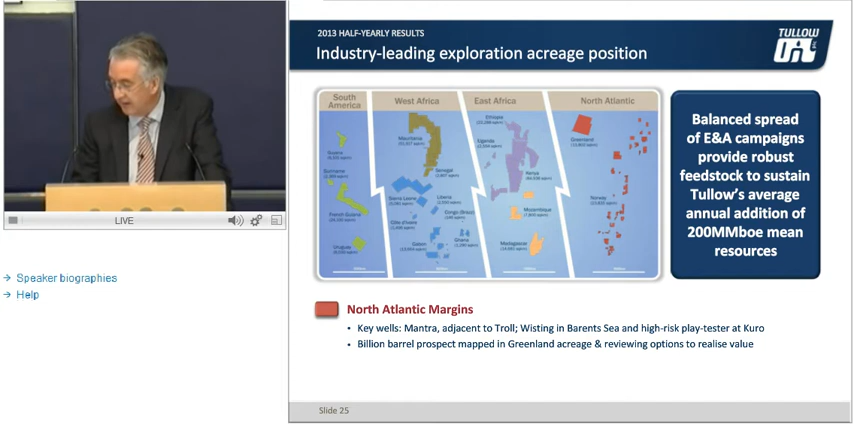 2013 HALF-YEARLY RESULTS
Industry-leading exploration acreage position
TULLOW
Oil
South
America
West Africa
East Africa
North Atlantic
Ethiopia
Mauritania
Greenland
Uganda
Guyana
Senegal
Kenya
Suriname
Sierra Leone
Liberia
Norway
French Guiana
Congo (Brazz)
Mozambique
Côte d'Ivoire
Ghana
Gabon
Madagascar
Uruguay
Balanced spread
of E&A campaigns
provide robust
feedstock to sustain
Tullow's average
annual addition of
200MMboe mean
resources
LIVE
→ Speaker biographies
→ Help
North Atlantic Margins
• Key wells: Mantra, adjacent to Troll; Wisting in Barents Sea and high-risk play-tester at Kuro
• Billion barrel prospect mapped in Greenland acreage & reviewing options to realise value
Slide 25